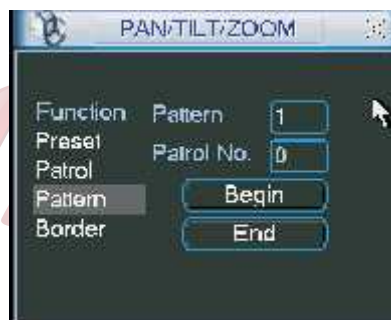 PAN/TILT/ZOOM
Function
Preset
Patrol
Pattern
Border
Pattern 1
Patrol No. 0
Begin
End